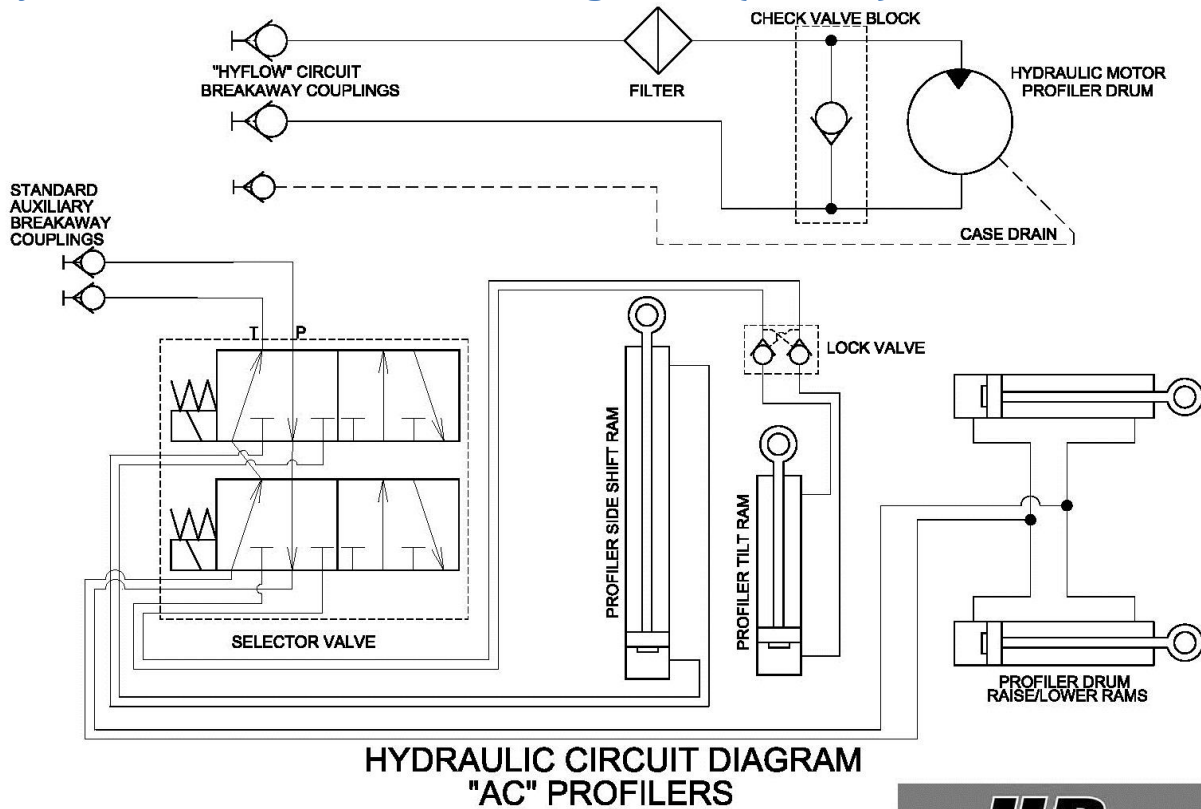 CHECK VALVE BLOCK
"HYFLOW" CIRCUIT
BREAKAWAY COUPLINGS
FILTER
HYDRAULIC MOTOR
PROFILER DRUM
STANDARD
AUXILIARY
BREAKAWAY
COUPLINGS
CASE DRAIN
T P
LOCK VALVE
PROFILER SIDE SHIFT RAM
PROFILER TILT RAM
SELECTOR VALVE
PROFILER DRUM
RAISE/LOWER RAMS
HYDRAULIC CIRCUIT DIAGRAM
"AC" PROFILERS